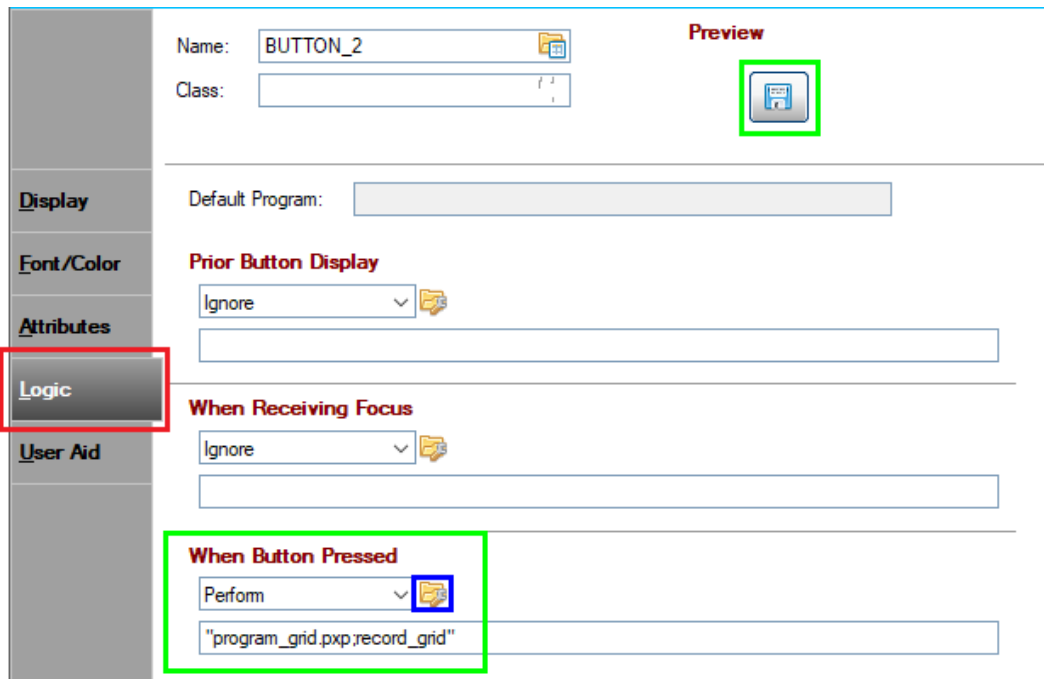 Name: BUTTON_2
Preview
Class:
Display
Default Program:
Font/Color
Prior Button Display
Ignore
Attributes
Logic
When Receiving Focus
Ignore
User Aid
When Button Pressed
Perform
"program_grid.pxp;record_grid"